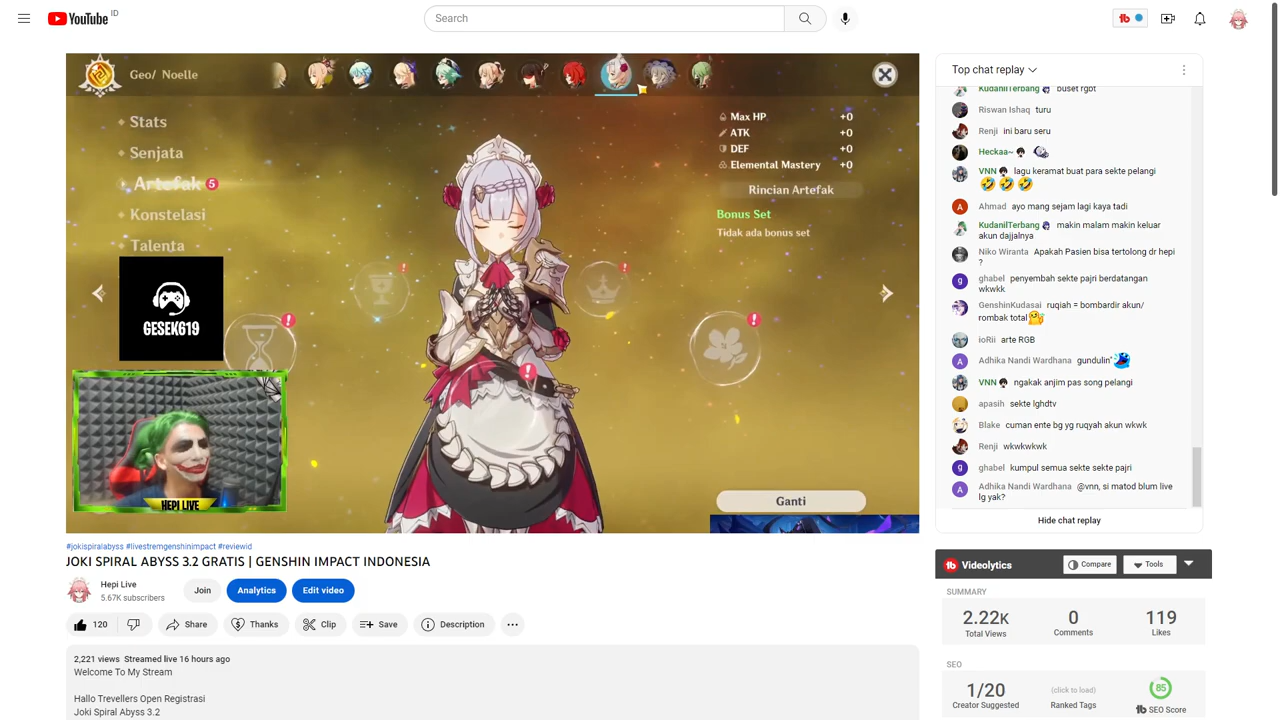 YouTube ID
Search
Geo/ Noelle
Stats
Senjata
Artefak 5
Konstelasi
Talenta
Max HP +0
ATK +0
DEF +0
Elemental Mastery +0
Rincian Artefak
Bonus Set
Tidak ada bonus set
Ganti
GESEK619
HEPI LIVE
#jokispiralabyss #livestremgenshinimpact #reviewid
JOKI SPIRAL ABYSS 3.2 GRATIS | GENSHIN IMPACT INDONESIA
Hepi Live
5.67K subscribers
Join
Analytics
Edit video
120
Share
Thanks
Clip
Save
Description
2,221 views Streamed live 16 hours ago
Welcome To My Stream
Hallo Trevellers Open Registrasi
Joki Spiral Abyss 3.2
Top chat replay
KudanilTerbang buset rgbt
Riswan Ishaq turu
Renji ini baru seru
Heckaa~
VNN lagu keramat buat para sekte pelangi
Ahmad ayo mang sejam lagi kaya tadi
KudanilTerbang makin malam makin keluar
akun dajjalnya
Niko Wiranta Apakah Pasien bisa tertolong dr hepi
?
ghabel penyembah sekte pajri berdatangan
wkwkk
GenshinKudasai ruqiah = bombardir akun/
rombak total
ioRii arte RGB
Adhika Nandi Wardhana gundulin"
VNN ngakak anjim pas song pelangi
apasih sekte lghdtv
Blake cuman ente bg yg ruqyah akun wkwk
Renji wkwkwkwk
ghabel kumpul semua sekte sekte pajri
Adhika Nandi Wardhana @vnn, si matod blum live
lg yak?
Hide chat replay
tb Videolytics
Compare
Tools
SUMMARY
2.22K
Total Views
0
Comments
119
Likes
SEO
1/20
Creator Suggested
(click to load)
Ranked Tags
85
tb SEO Score